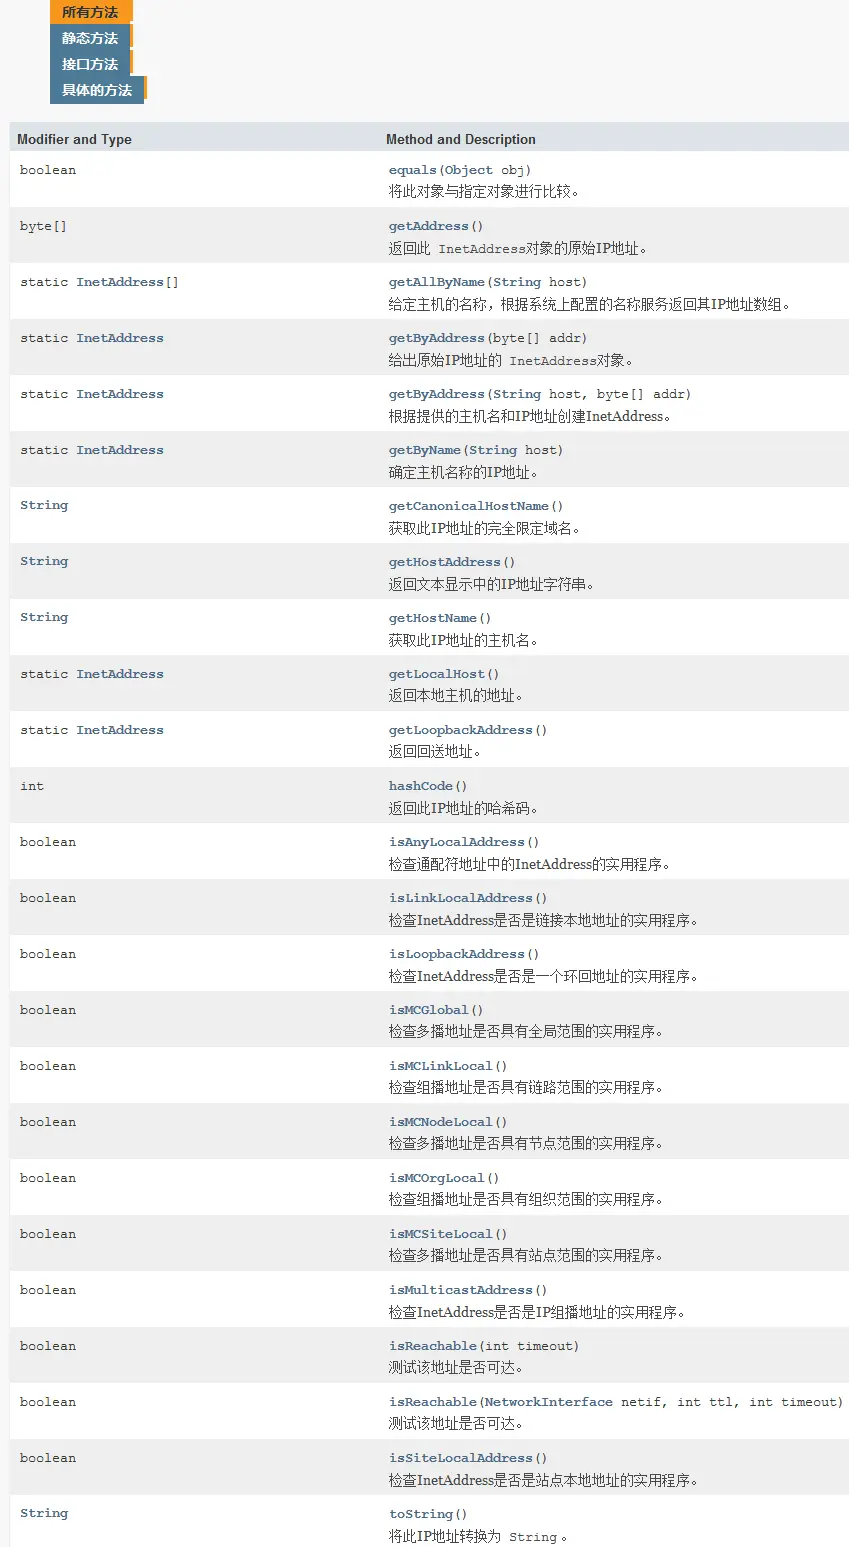 所有方法
静态方法
接口方法
具体的方法
Modifier and Type Method and Description
boolean equals(Object obj)
将此对象与指定对象进行比较。
byte[] getAddress()
返回此 InetAddress对象的原始IP地址。
static InetAddress[] getAllByName(String host)
给定主机的名称，根据系统上配置的名称服务返回其IP地址数组。
static InetAddress getByAddress(byte[] addr)
给出原始IP地址的 InetAddress对象。
static InetAddress getByAddress(String host, byte[] addr)
根据提供的主机名和IP地址创建InetAddress。
static InetAddress getByName(String host)
确定主机名称的IP地址。
String getCanonicalHostName()
获取此IP地址的完全限定域名。
String getHostAddress()
返回文本显示中的IP地址字符串。
String getHostName()
获取此IP地址的主机名。
static InetAddress getLocalHost()
返回本地主机的地址。
static InetAddress getLoopbackAddress()
返回回送地址。
int hashCode()
返回此IP地址的哈希码。
boolean isAnyLocalAddress()
检查通配符地址中的InetAddress的实用程序。
boolean isLinkLocalAddress()
检查InetAddress是否是链接本地地址的实用程序。
boolean isLoopbackAddress()
检查InetAddress是否是一个环回地址的实用程序。
boolean isMCGlobal()
检查多播地址是否具有全局范围的实用程序。
boolean isMCLinkLocal()
检查组播地址是否具有链路范围的实用程序。
boolean isMCNodeLocal()
检查多播地址是否具有节点范围的实用程序。
boolean isMCOrgLocal()
检查组播地址是否具有组织范围的实用程序。
boolean isMCSiteLocal()
检查多播地址是否具有站点范围的实用程序。
boolean isMulticastAddress()
检查InetAddress是否是IP组播地址的实用程序。
boolean isReachable(int timeout)
测试该地址是否可达。
boolean isReachable(NetworkInterface netif, int ttl, int timeout)
测试该地址是否可达。
boolean isSiteLocalAddress()
检查InetAddress是否是站点本地地址的实用程序。
String toString()
将此IP地址转换为 String 。